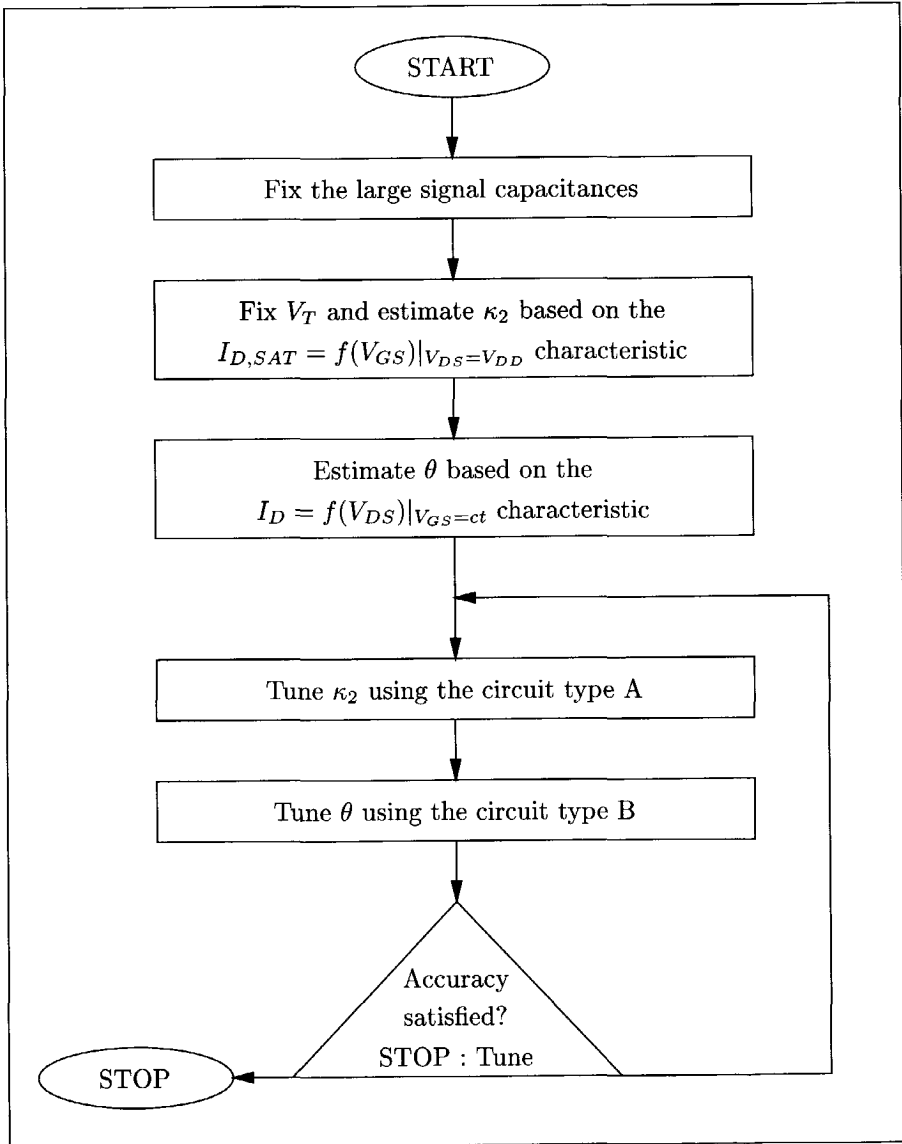 START
Fix the large signal capacitances
Fix V_T and estimate κ_2 based on the
I_{D,SAT} = f(V_{GS})|_{V_{DS}=V_{DD}} characteristic
Estimate θ based on the
I_D = f(V_{DS})|_{V_{GS}=ct} characteristic
Tune κ_2 using the circuit type A
Tune θ using the circuit type B
Accuracy
satisfied?
STOP : Tune
STOP